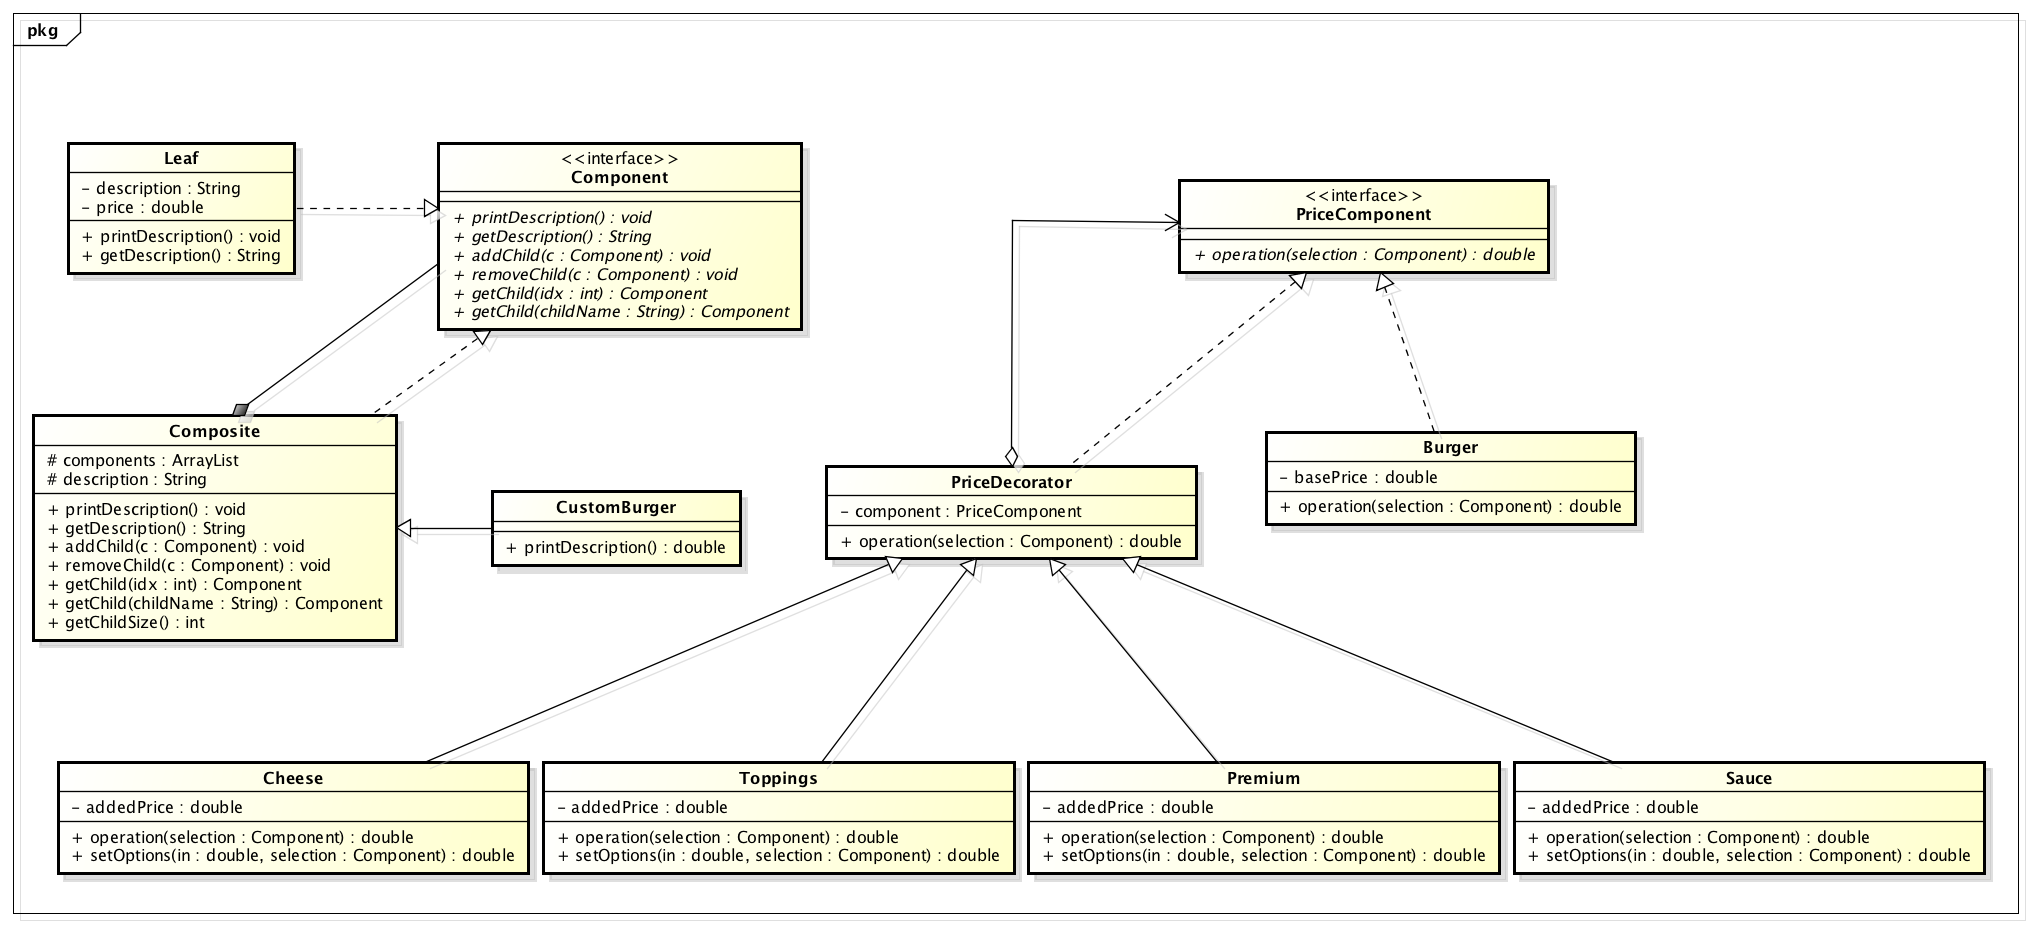 pkg
Leaf
– description : String
– price : double
+ printDescription() : void
+ getDescription() : String
<<interface>>
Component
+ printDescription() : void
+ getDescription() : String
+ addChild(c : Component) : void
+ removeChild(c : Component) : void
+ getChild(idx : int) : Component
+ getChild(childName : String) : Component
<<interface>>
PriceComponent
+ operation(selection : Component) : double
Composite
# components : ArrayList
# description : String
+ printDescription() : void
+ getDescription() : String
+ addChild(c : Component) : void
+ removeChild(c : Component) : void
+ getChild(idx : int) : Component
+ getChild(childName : String) : Component
+ getChildSize() : int
CustomBurger
+ printDescription() : double
PriceDecorator
– component : PriceComponent
+ operation(selection : Component) : double
Burger
– basePrice : double
+ operation(selection : Component) : double
Cheese
– addedPrice : double
+ operation(selection : Component) : double
+ setOptions(in : double, selection : Component) : double
Toppings
– addedPrice : double
+ operation(selection : Component) : double
+ setOptions(in : double, selection : Component) : double
Premium
– addedPrice : double
+ operation(selection : Component) : double
+ setOptions(in : double, selection : Component) : double
Sauce
– addedPrice : double
+ operation(selection : Component) : double
+ setOptions(in : double, selection : Component) : double